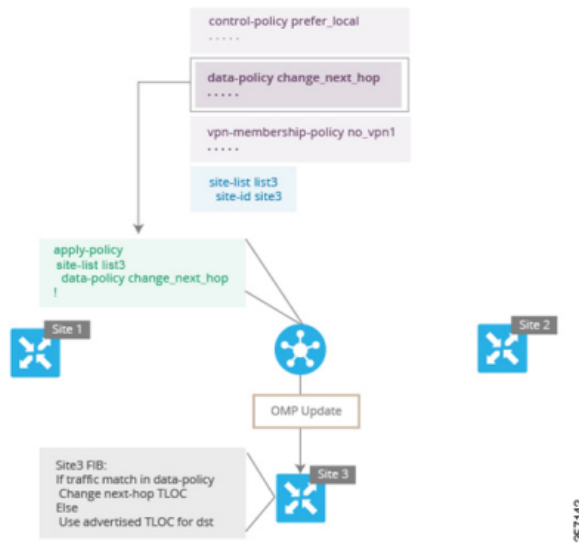 control-policy prefer_local
. . . . .
data-policy change_next_hop
. . . . .
vpn-membership-policy no_vpn1
. . . . .
site-list list3
site-id site3
apply-policy
site-list list3
data-policy change_next_hop
!
Site 1
Site 2
OMP Update
Site3 FIB:
If traffic match in data-policy
Change next-hop TLOC
Else
Use advertised TLOC for dst
Site 3